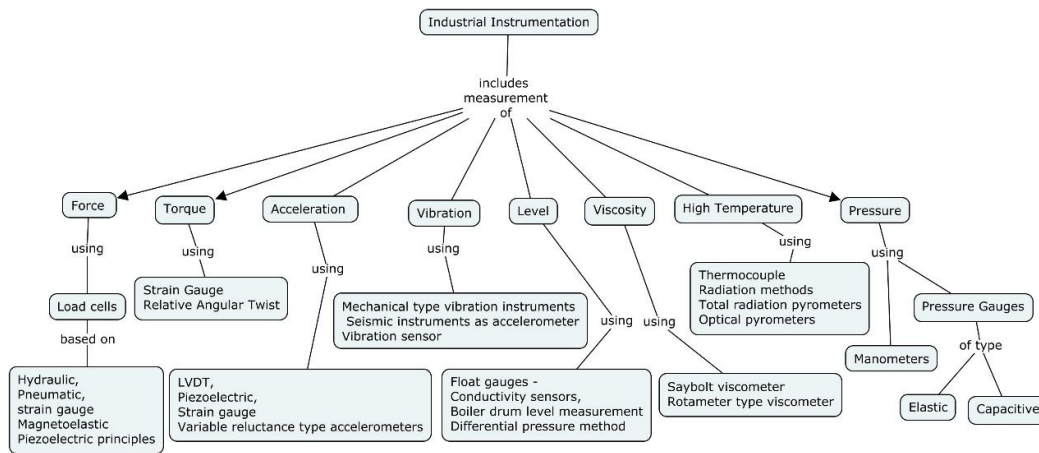 Industrial Instrumentation
includes
measurement
of
Force
Torque
Acceleration
Vibration
Level
Viscosity
High Temperature
Pressure
using
using
using
using
using
using
using
using
Strain Gauge
Relative Angular Twist
Thermocouple
Radiation methods
Total radiation pyrometers
Optical pyrometers
Load cells
Mechanical type vibration instruments
Seismic instruments as accelerometer
Vibration sensor
Pressure Gauges
based on
of type
Manometers
Hydraulic,
Pneumatic,
strain gauge
Magnetoelastic
Piezoelectric principles
LVDT,
Piezoelectric,
Strain gauge
Variable reluctance type accelerometers
Float gauges -
Conductivity sensors,
Boiler drum level measurement
Differential pressure method
Saybolt viscometer
Rotameter type viscometer
Elastic
Capacitive